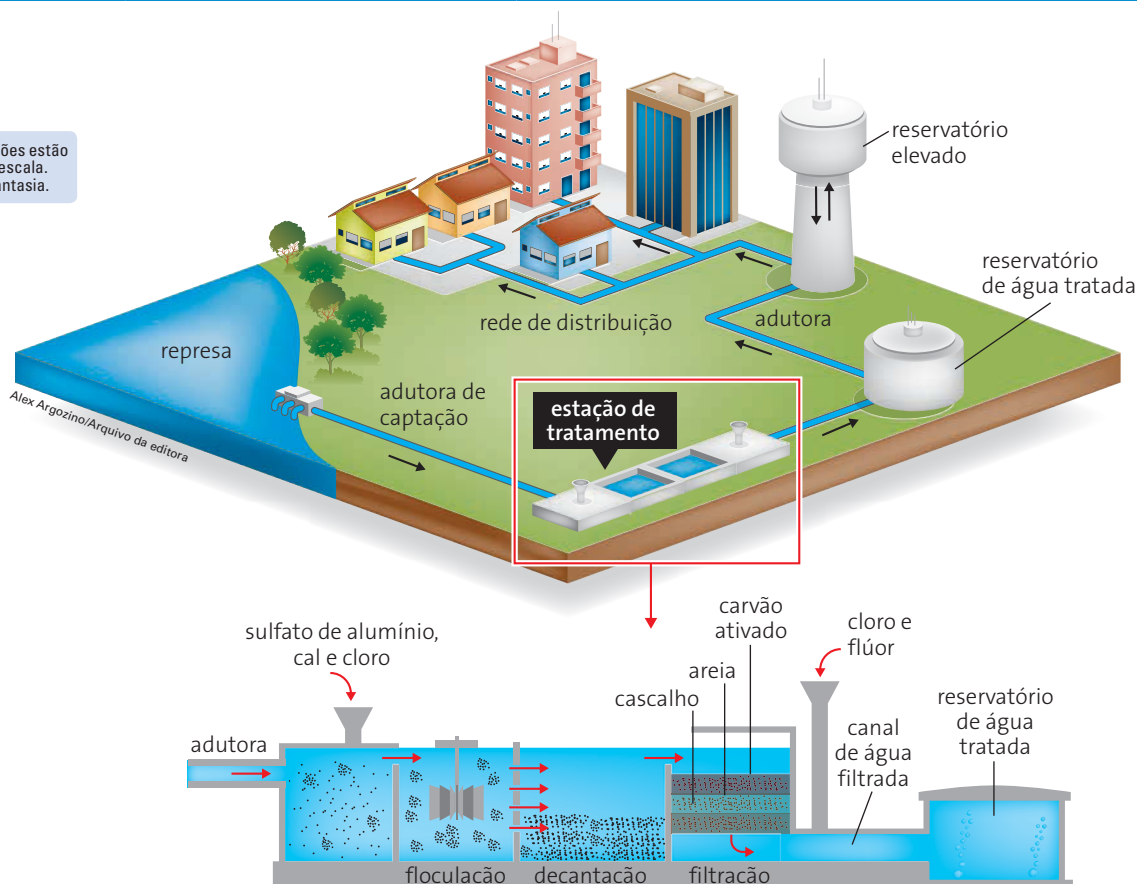 ões estão
escala.
antasia.
reservatório
elevado
reservatório
de água tratada
rede de distribuição
adutora
represa
adutora de
captação
estação de
tratamento
Alex Argozino/Arquivo da editora
sulfato de alumínio,
cal e cloro
carvão
ativado
areia
cascalho
cloro e
flúor
adutora
canal
de água
filtrada
reservatório
de água
tratada
floculação
decantação
filtração